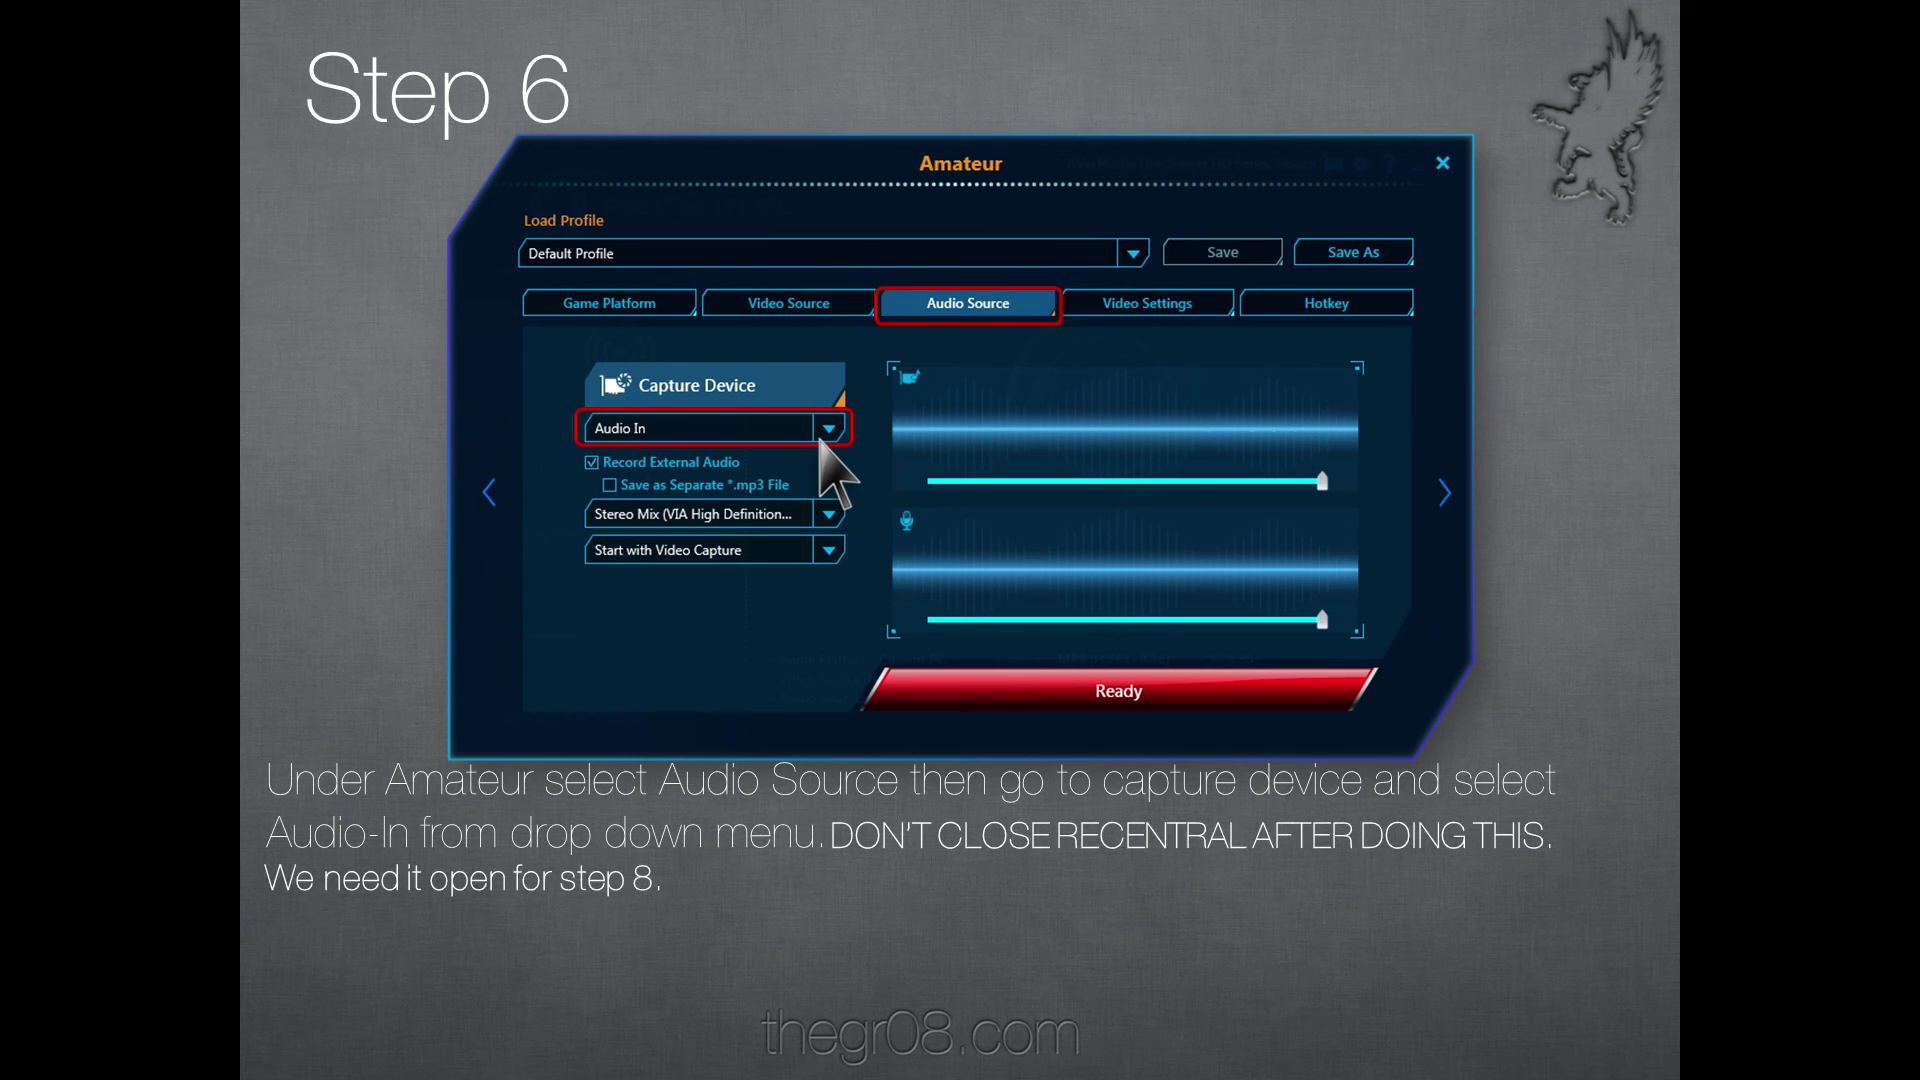 Step 6
Amateur
Load Profile
Default Profile
Save
Save As
Game Platform
Video Source
Audio Source
Video Settings
Hotkey
Capture Device
Audio In
Record External Audio
Save as Separate *.mp3 File
Stereo Mix (VIA High Definition...
Start with Video Capture
Ready
Under Amateur select Audio Source then go to capture device and select
Audio-In from drop down menu. DON'T CLOSE RECENTRAL AFTER DOING THIS.
We need it open for step 8.
thegr08.com